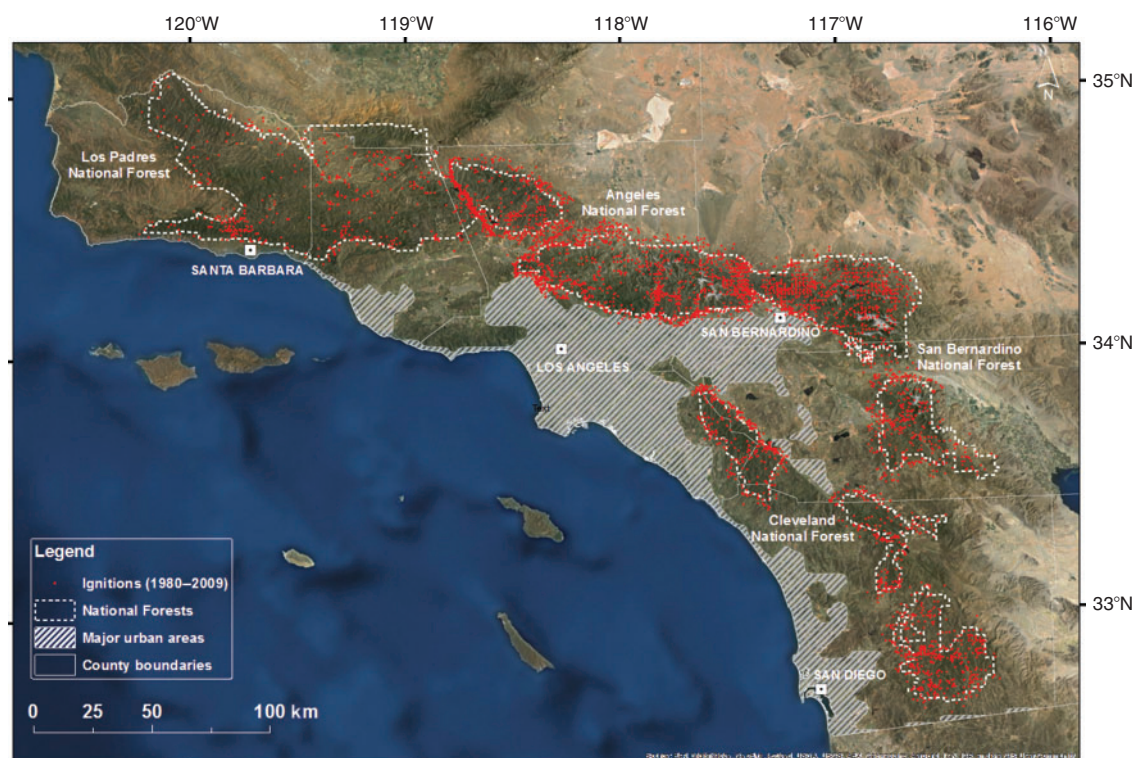 120°W 119°W 118°W 117°W 116°W
35°N
N
Los Padres
National Forest
Angeles
National Forest
SANTA BARBARA
SAN BERNARDINO
34°N
LOS ANGELES
San Bernardino
National Forest
Text
Cleveland
National Forest
Legend
Ignitions (1980–2009)
National Forests
Major urban areas
County boundaries
33°N
SAN DIEGO
0 25 50 100 km